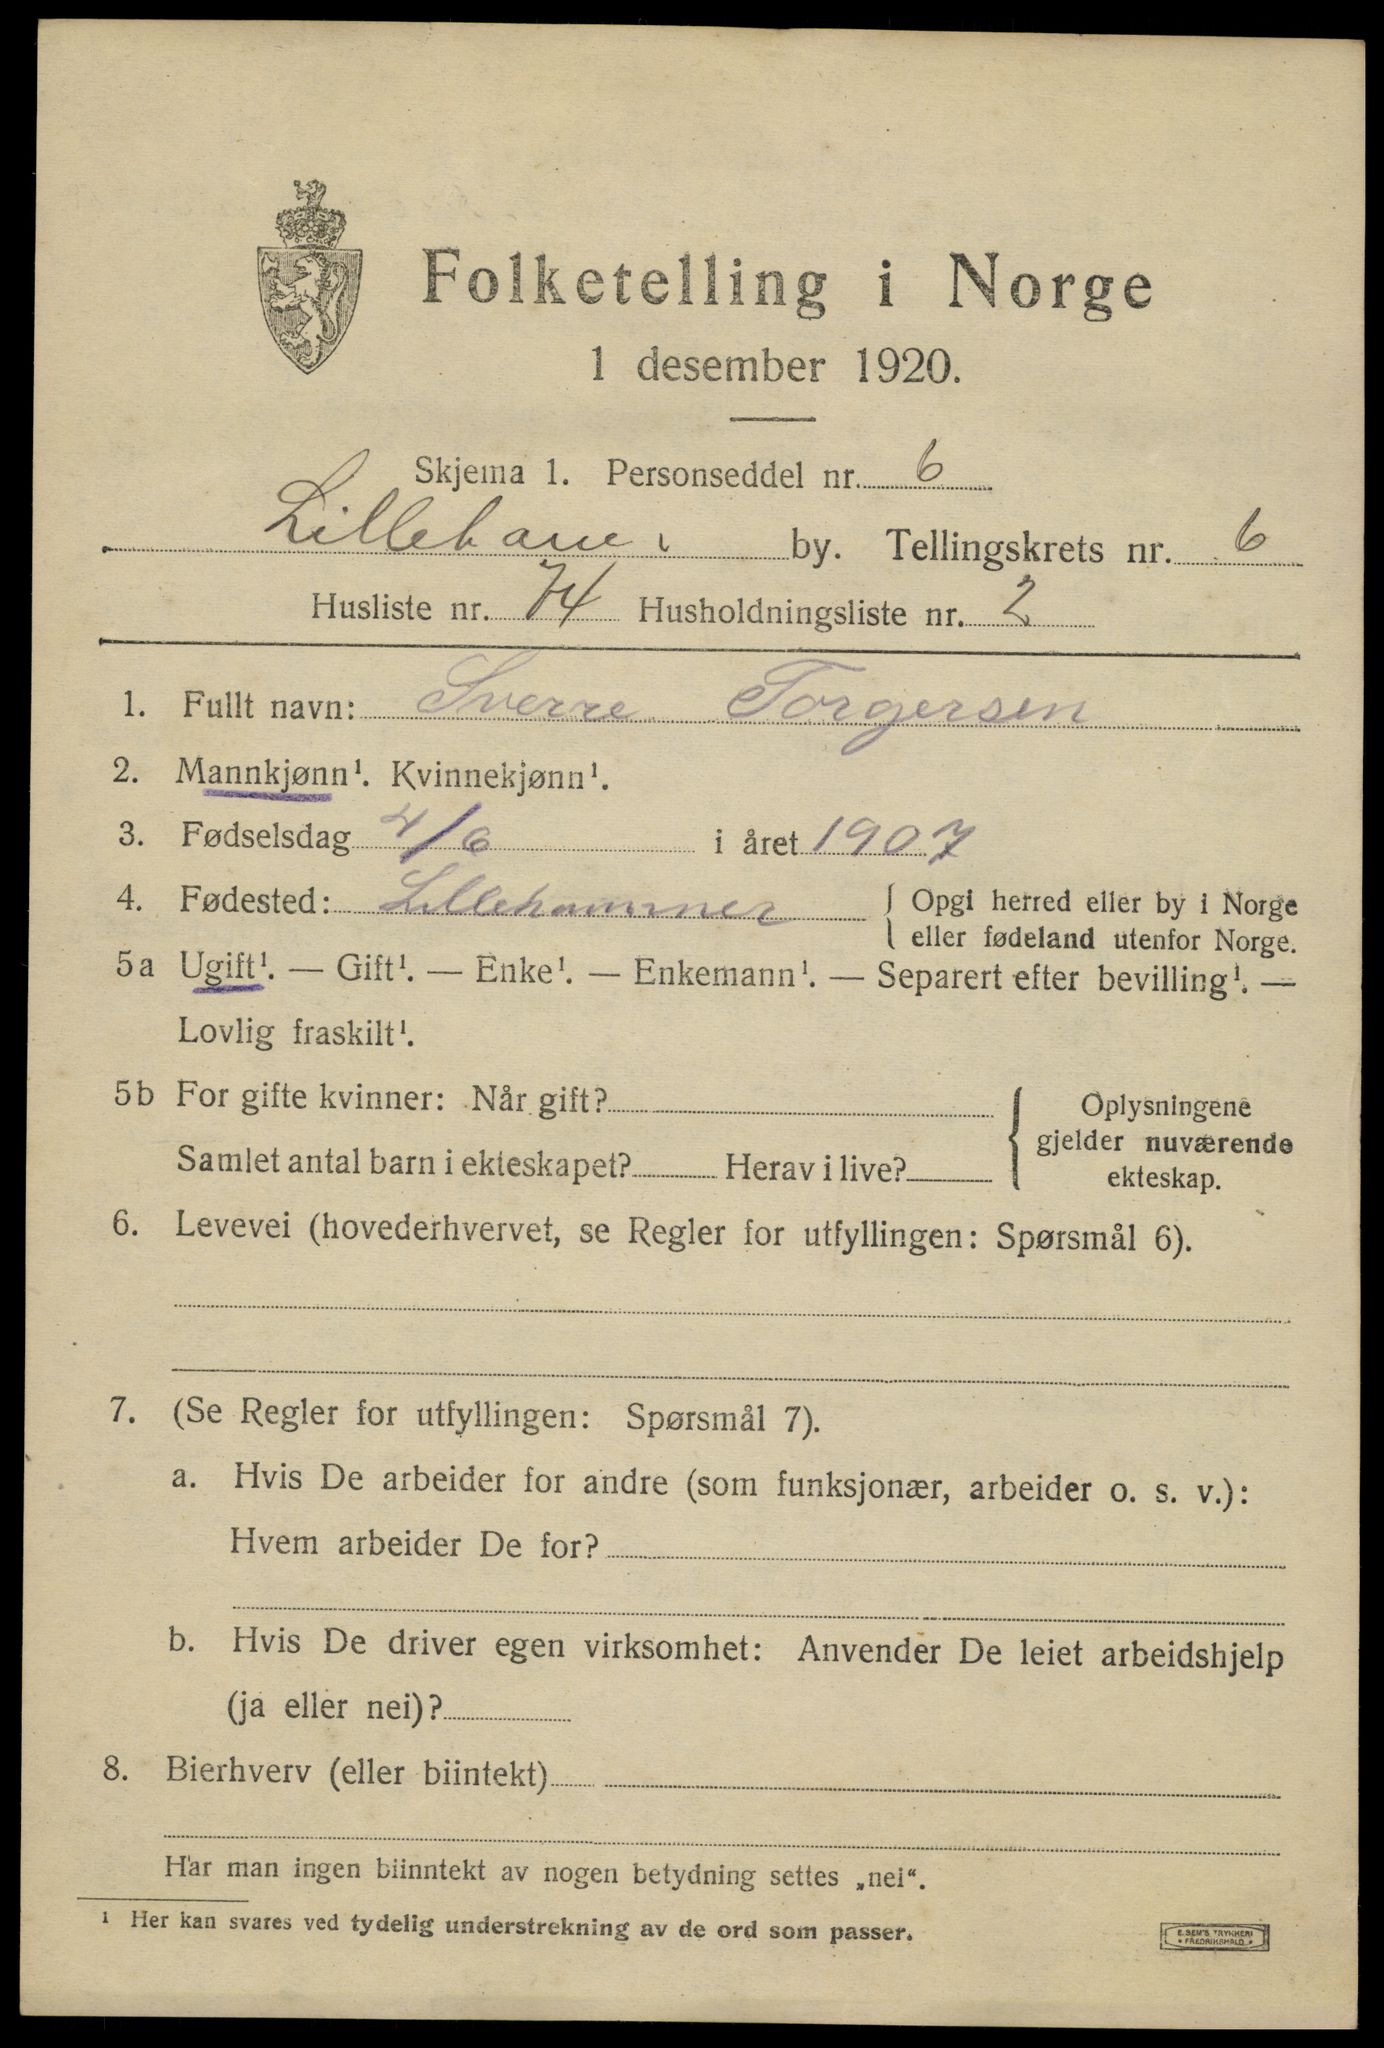 Folketelling i Norge
1 desember 1920.
Skjema 1. Personseddel nr. 6
Lillehamer by. Tellingskrets nr. 6
Husliste nr. 74 Husholdningsliste nr. 2
1. Fullt navn: Sverre Torgersen
2. Mannkjønn¹. Kvinnekjønn¹.
3. Fødselsdag 4/6 i året 1907
4. Fødested: Lillehammer { Opgi herred eller by i Norge
eller fødeland utenfor Norge.
5a Ugift¹. — Gift¹. — Enke¹. — Enkemann¹. — Separert efter bevilling¹. —
Lovlig fraskilt¹.
5b For gifte kvinner: Når gift? { Oplysningene
gjelder nuværende
Samlet antal barn i ekteskapet? Herav i live?
ekteskap.
6. Levevei (hovederhvervet, se Regler for utfyllingen: Spørsmål 6).
7. (Se Regler for utfyllingen: Spørsmål 7).
a. Hvis De arbeider for andre (som funksjonær, arbeider o. s. v.):
Hvem arbeider De for?
b. Hvis De driver egen virksomhet: Anvender De leiet arbeidshjelp
(ja eller nei)?
8. Bierhverv (eller biintekt)
Har man ingen biinntekt av nogen betydning settes „nei“.
¹ Her kan svares ved tydelig understrekning av de ord som passer.
E. SEM'S TRYKKERI
* FREDRIKSHALD *